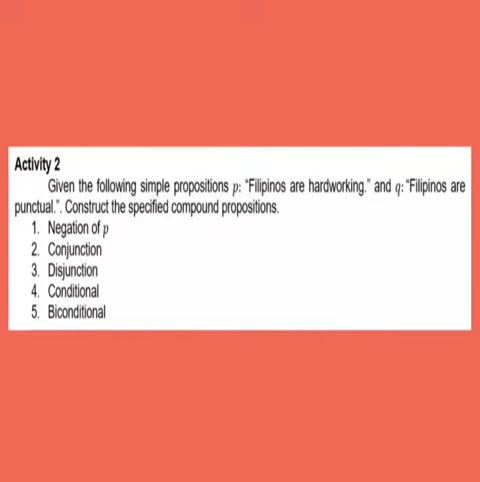 Activity 2
Given the following simple propositions p: “Filipinos are hardworking.” and q: “Filipinos are
punctual.”. Construct the specified compound propositions.
1. Negation of p
2. Conjunction
3. Disjunction
4. Conditional
5. Biconditional